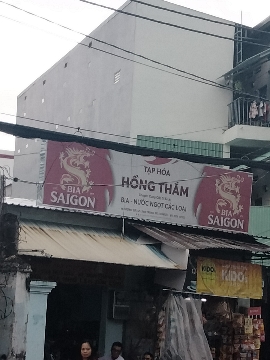 BIA
SAIGON
TẠP HÓA
HỒNG THẮM
BIA - NƯỚC NGỌT CÁC LOẠI
BIA
SAIGON
KIDO
KIDO